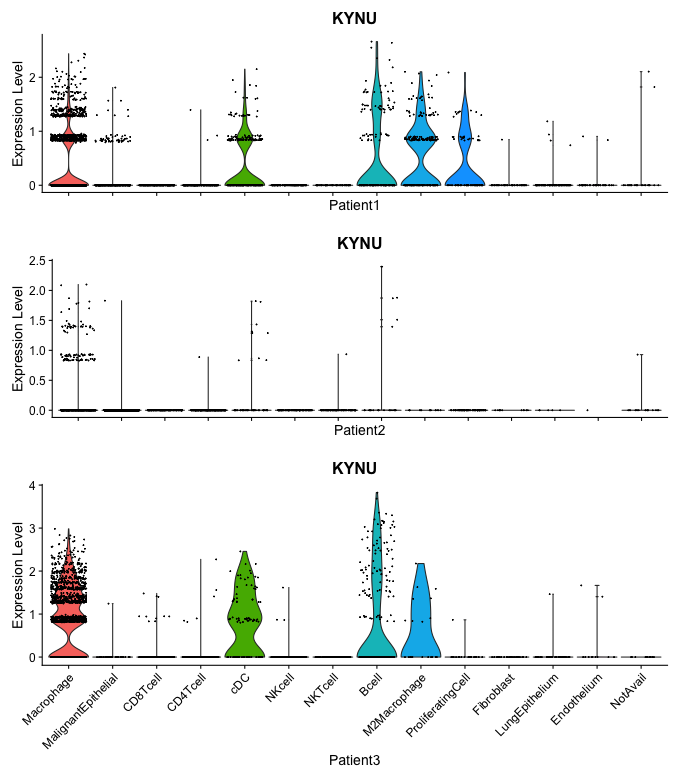 KYNU
Expression Level
2
1
0
Patient1
KYNU
Expression Level
2.5
2.0
1.5
1.0
0.5
0.0
Patient2
KYNU
Expression Level
4
3
2
1
0
Macrophage
MalignantEpithelial
CD8Tcell
CD4Tcell
cDC
NKcell
NKTcell
Bcell
M2Macrophage
ProliferatingCell
Fibroblast
LungEpithelium
Endothelium
NotAvail
Patient3